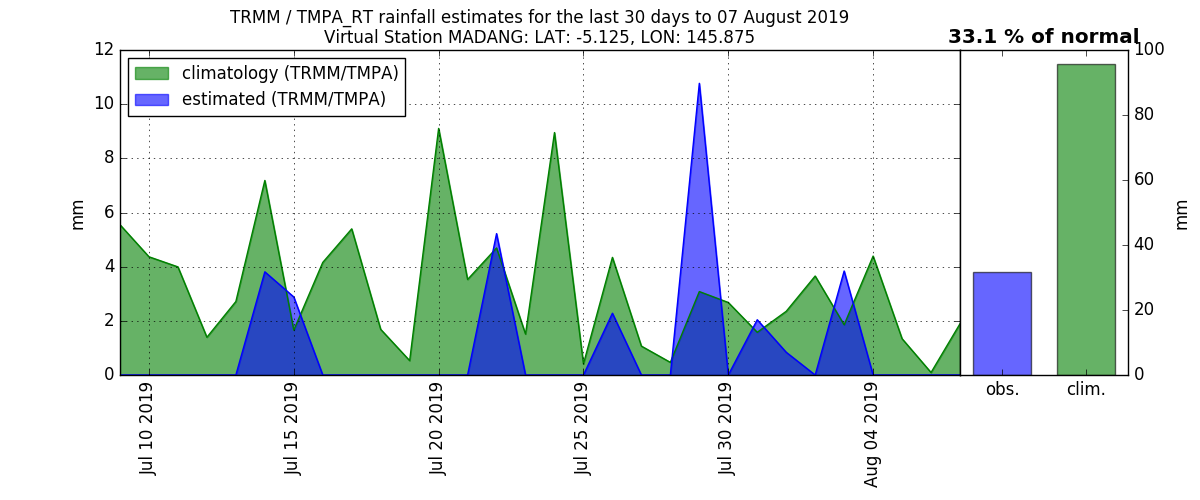 TRMM / TMPA_RT rainfall estimates for the last 30 days to 07 August 2019
Virtual Station MADANG: LAT: -5.125, LON: 145.875
33.1 % of normal
climatology (TRMM/TMPA)
estimated (TRMM/TMPA)
12
10
8
6
4
2
0
mm
Jul 10 2019
Jul 15 2019
Jul 20 2019
Jul 25 2019
Jul 30 2019
Aug 04 2019
obs.
clim.
100
80
60
40
20
0
mm